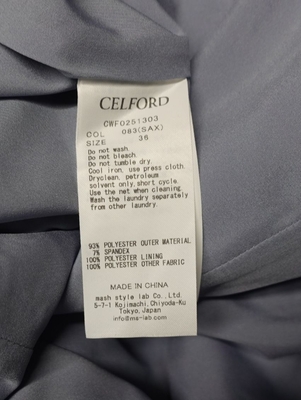 CELFORD
CWF0251303
COL 083(SAX)
SIZE 36
Do not wash.
Do not bleach.
Do not tumble dry.
Cool iron, use press cloth.
Dryclean, petroleum
solvent only, short cycle.
Use the net when cleaning
Wash the laundry separately
from other laundry.
93% POLYESTER OUTER MATERIAL
7% SPANDEX
100% POLYESTER LINING
100% POLYESTER OTHER FABRIC
MADE IN CHINA
mash style lab Co., Ltd.
5-7-1 Kojimachi, Chiyoda-Ku
Tokyo, Japan
info@ms-lab.com